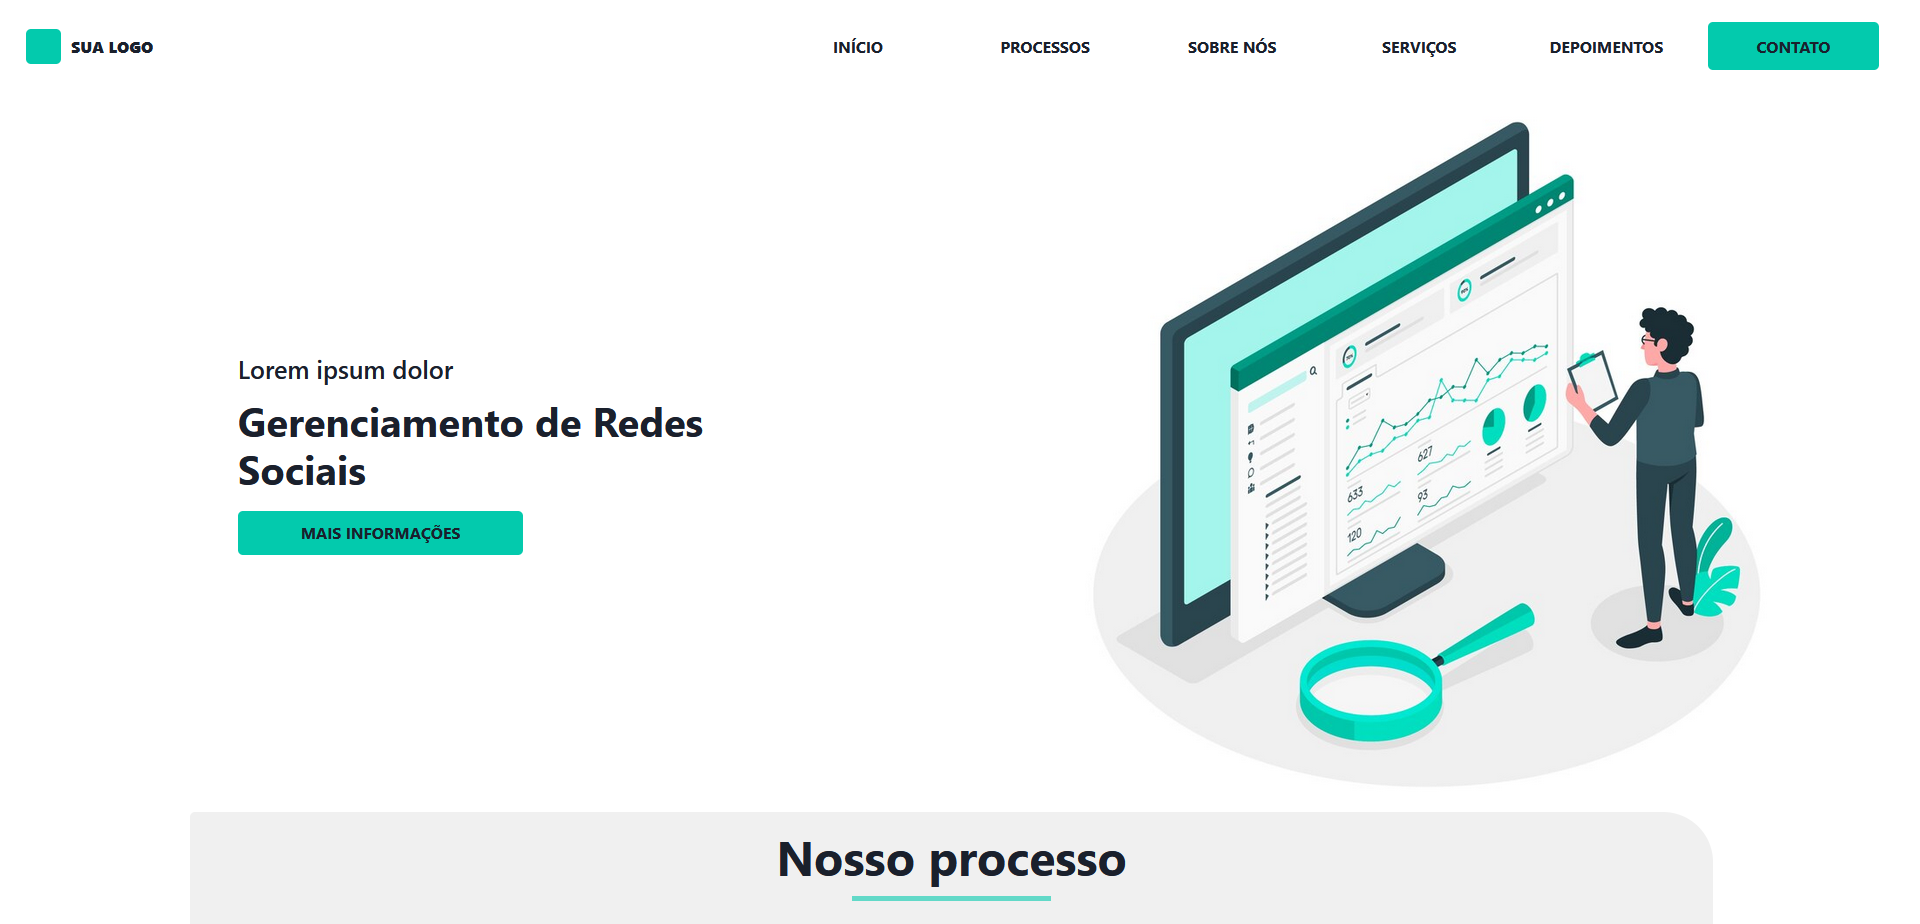 SUA LOGO
INÍCIO
PROCESSOS
SOBRE NÓS
SERVIÇOS
DEPOIMENTOS
CONTATO
Lorem ipsum dolor
Gerenciamento de Redes
Sociais
MAIS INFORMAÇÕES
627
633
93
120
Nosso processo